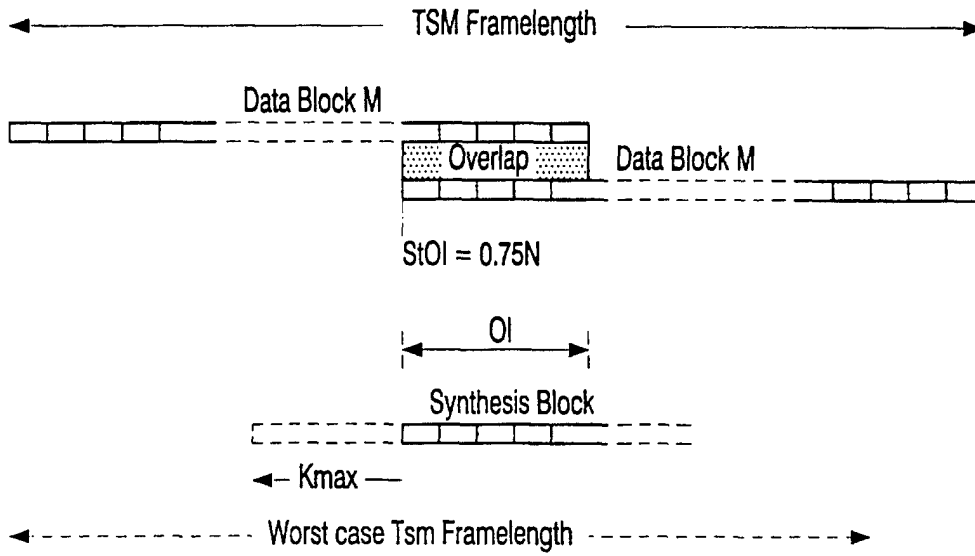 TSM Framelength
Data Block M
Overlap
Data Block M
StOl = 0.75N
Ol
Synthesis Block
Kmax
Worst case Tsm Framelength